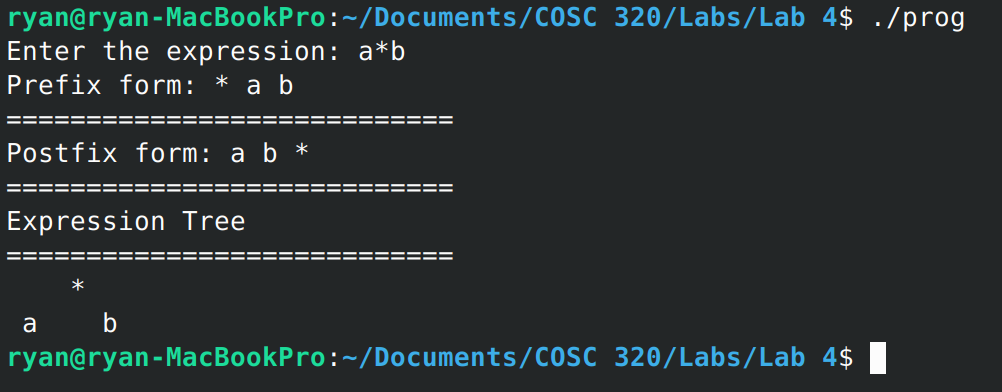 ryan@ryan-MacBookPro:~/Documents/COSC 320/Labs/Lab 4$ ./prog
Enter the expression: a*b
Prefix form: * a b
============================
Postfix form: a b *
============================
Expression Tree
============================
    *
 a    b
ryan@ryan-MacBookPro:~/Documents/COSC 320/Labs/Lab 4$